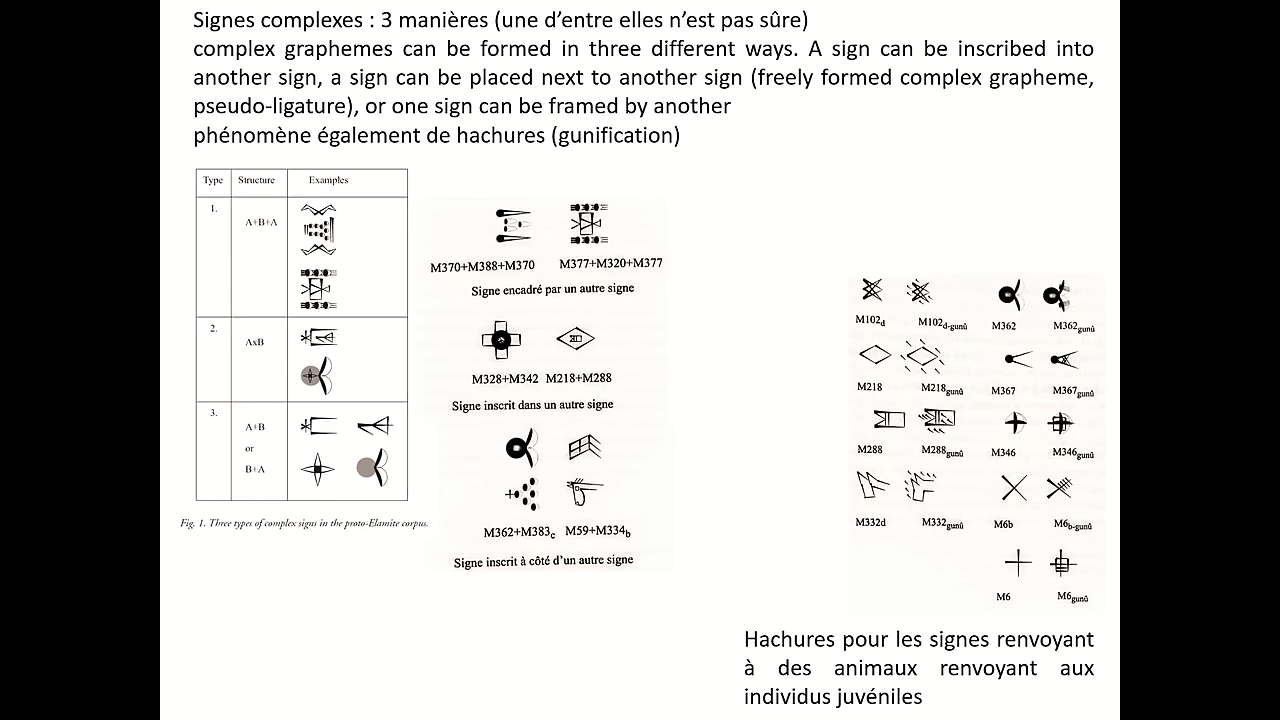 Signes complexes : 3 manières (une d’entre elles n’est pas sûre)
complex graphemes can be formed in three different ways. A sign can be inscribed into
another sign, a sign can be placed next to another sign (freely formed complex grapheme,
pseudo-ligature), or one sign can be framed by another
phénomène également de hachures (gunification)
Type Structure Examples
1.
A+B+A
2.
AxB
3.
A+B
or
B+A
Fig. 1. Three types of complex signs in the proto-Elamite corpus.
M370+M388+M370 M377+M320+M377
Signe encadré par un autre signe
M328+M342 M218+M288
Signe inscrit dans un autre signe
M362+M383c M59+M334b
Signe inscrit à côté d’un autre signe
M102d M102d-gunû M362 M362gunû
M218 M218gunû M367 M367gunû
M288 M288gunû M346 M346gunû
M332d M332gunû M6b M6b-gunû
M6 M6gunû
Hachures pour les signes renvoyant
à des animaux renvoyant aux
individus juvéniles